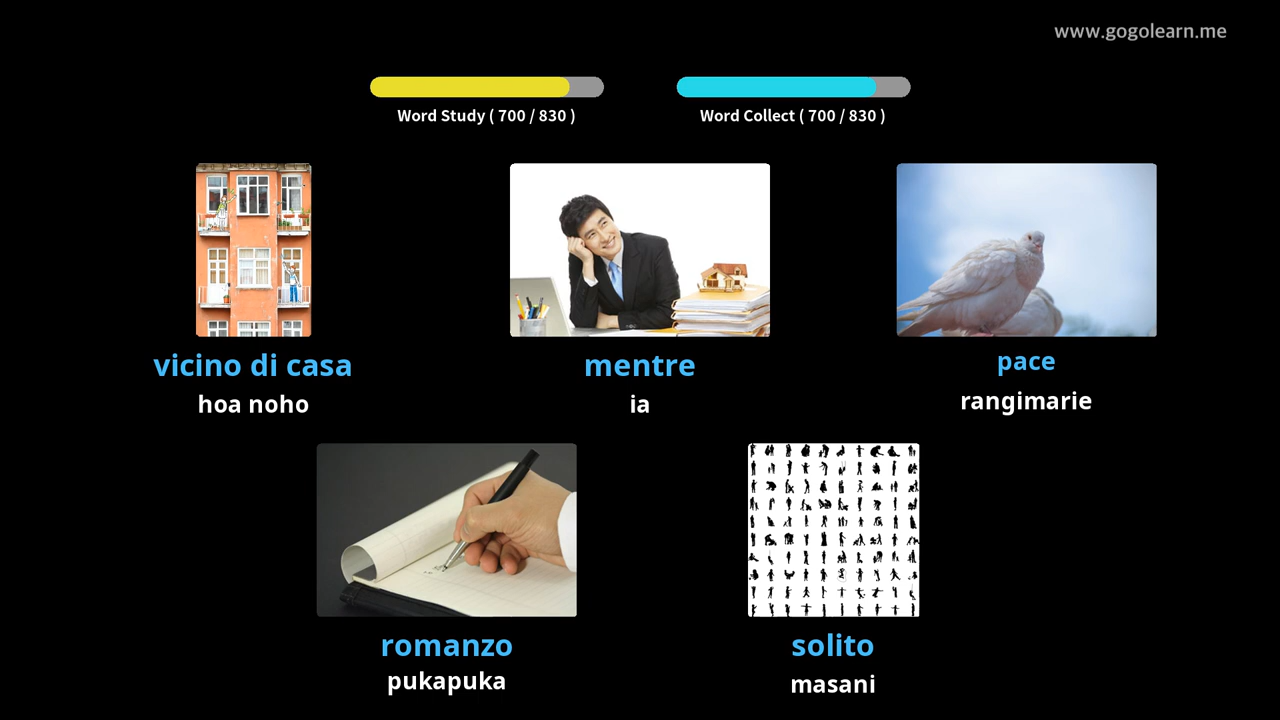 www.gogolearn.me
Word Study ( 700 / 830 )
Word Collect ( 700 / 830 )
vicino di casa
hoa noho
mentre
ia
pace
rangimarie
romanzo
pukapuka
solito
masani